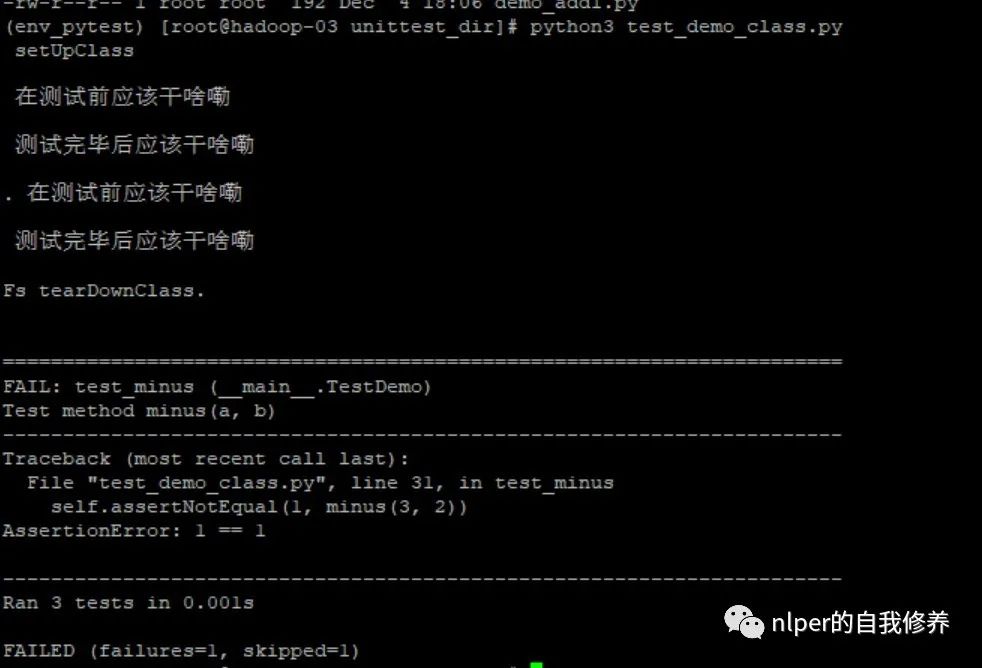 -rw-r--r-- 1 root root  192 Dec  4 18:06 demo_add1.py
(env_pytest) [root@hadoop-03 unittest_dir]# python3 test_demo_class.py
setUpClass
在测试前应该干啥嘞
测试完毕后应该干啥嘞
. 在测试前应该干啥嘞
测试完毕后应该干啥嘞
Fs tearDownClass.
======================================================================
FAIL: test_minus (__main__.TestDemo)
Test method minus(a, b)
----------------------------------------------------------------------
Traceback (most recent call last):
  File "test_demo_class.py", line 31, in test_minus
    self.assertNotEqual(1, minus(3, 2))
AssertionError: 1 == 1
----------------------------------------------------------------------
Ran 3 tests in 0.001s
nlper的自我修养
FAILED (failures=1, skipped=1)